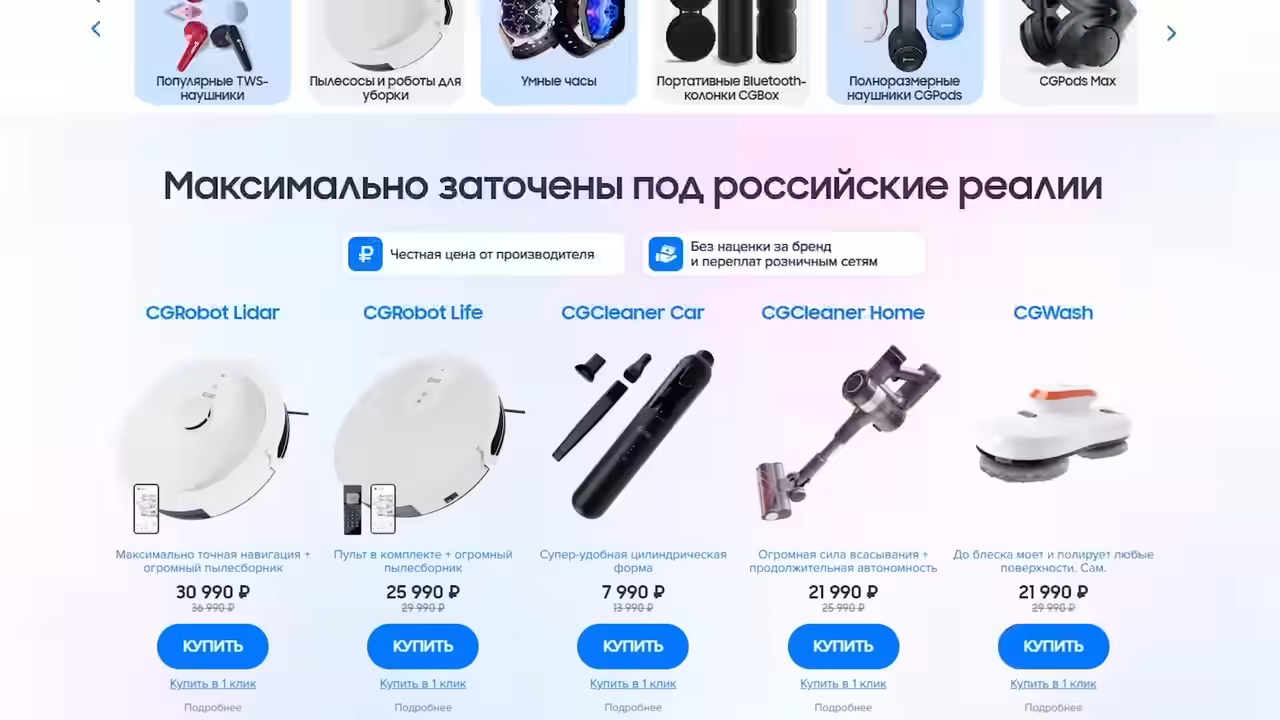 Популярные TWS-
наушники
Пылесосы и роботы для
уборки
Умные часы
Портативные Bluetooth-
колонки CGBox
Полноразмерные
наушники CGPods
CGPods Max
Максимально заточены под российские реалии
₽
Честная цена от производителя
Без наценки за бренд
и переплат розничным сетям
CGRobot Lidar
CGRobot Life
CGCleaner Car
CGCleaner Home
CGWash
Максимально точная навигация +
огромный пылесборник
Пульт в комплекте + огромный
пылесборник
Супер-удобная цилиндрическая
форма
Огромная сила всасывания +
продолжительная автономность
До блеска моет и полирует любые
поверхности. Сам.
30 990 ₽
25 990 ₽
7 990 ₽
21 990 ₽
21 990 ₽
36 990 ₽
29 990 ₽
13 990 ₽
25 990 ₽
29 990 ₽
КУПИТЬ
КУПИТЬ
КУПИТЬ
КУПИТЬ
КУПИТЬ
Купить в 1 клик
Купить в 1 клик
Купить в 1 клик
Купить в 1 клик
Купить в 1 клик
Подробнее
Подробнее
Подробнее
Подробнее
Подробнее